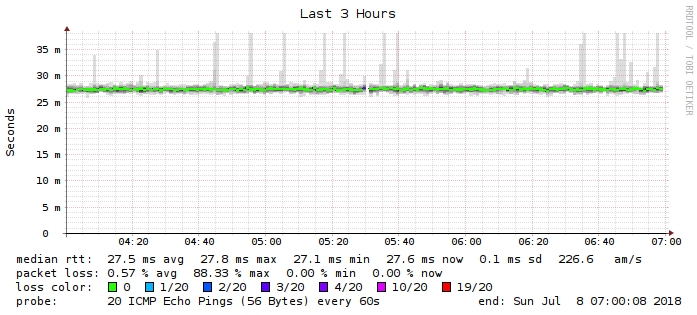 Last 3 Hours
RRDTOOL / TOBI OETIKER
Seconds
35 m
30 m
25 m
20 m
15 m
10 m
5 m
0
04:20 04:40 05:00 05:20 05:40 06:00 06:20 06:40 07:00
median rtt: 27.5 ms avg 27.8 ms max 27.1 ms min 27.6 ms now 0.1 ms sd 226.6 am/s
packet loss: 0.57 % avg 88.33 % max 0.00 % min 0.00 % now
loss color: 0 1/20 2/20 3/20 4/20 10/20 19/20
probe: 20 ICMP Echo Pings (56 Bytes) every 60s end: Sun Jul 8 07:00:08 2018